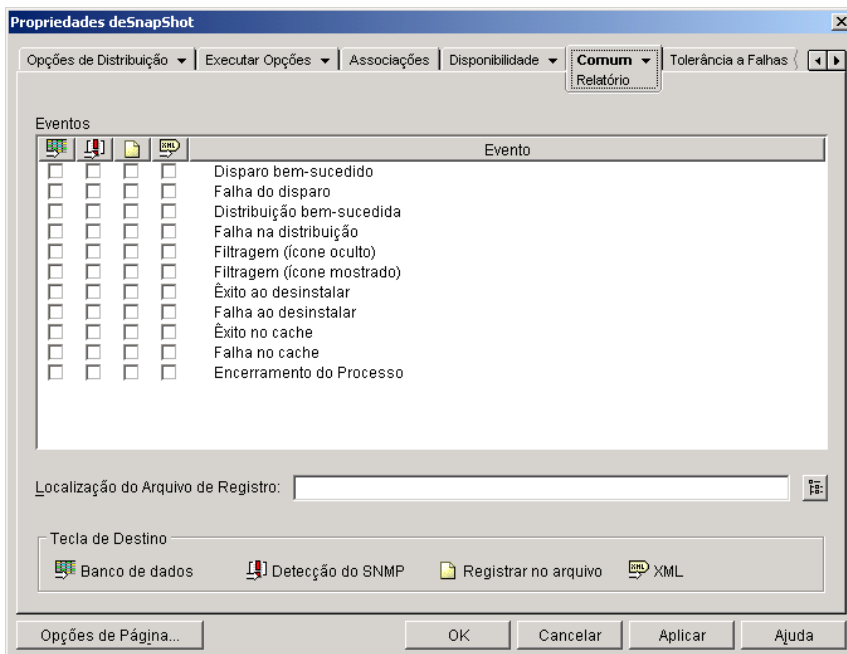 Propriedades deSnapShot
Opções de Distribuição Executar Opções Associações Disponibilidade Comum Tolerância a Falhas
Relatório
Eventos
XML Evento
Disparo bem-sucedido
Falha do disparo
Distribuição bem-sucedida
Falha na distribuição
Filtragem (ícone oculto)
Filtragem (ícone mostrado)
Êxito ao desinstalar
Falha ao desinstalar
Êxito no cache
Falha no cache
Encerramento do Processo
Localização do Arquivo de Registro:
Tecla de Destino
Banco de dados Detecção do SNMP Registrar no arquivo XML XML
Opções de Página... OK Cancelar Aplicar Ajuda